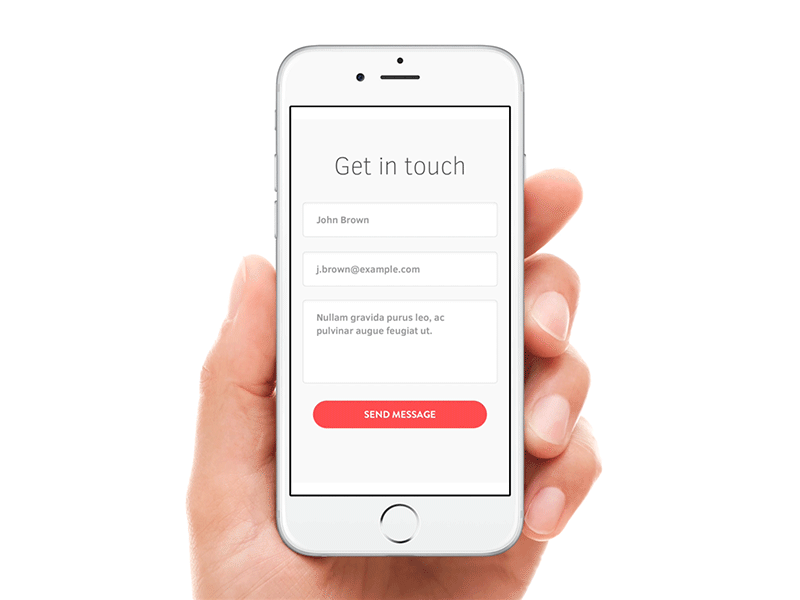 Get in touch
John Brown
j.brown@example.com
Nullam gravida purus leo, ac
pulvinar augue feugiat ut.
SEND MESSAGE